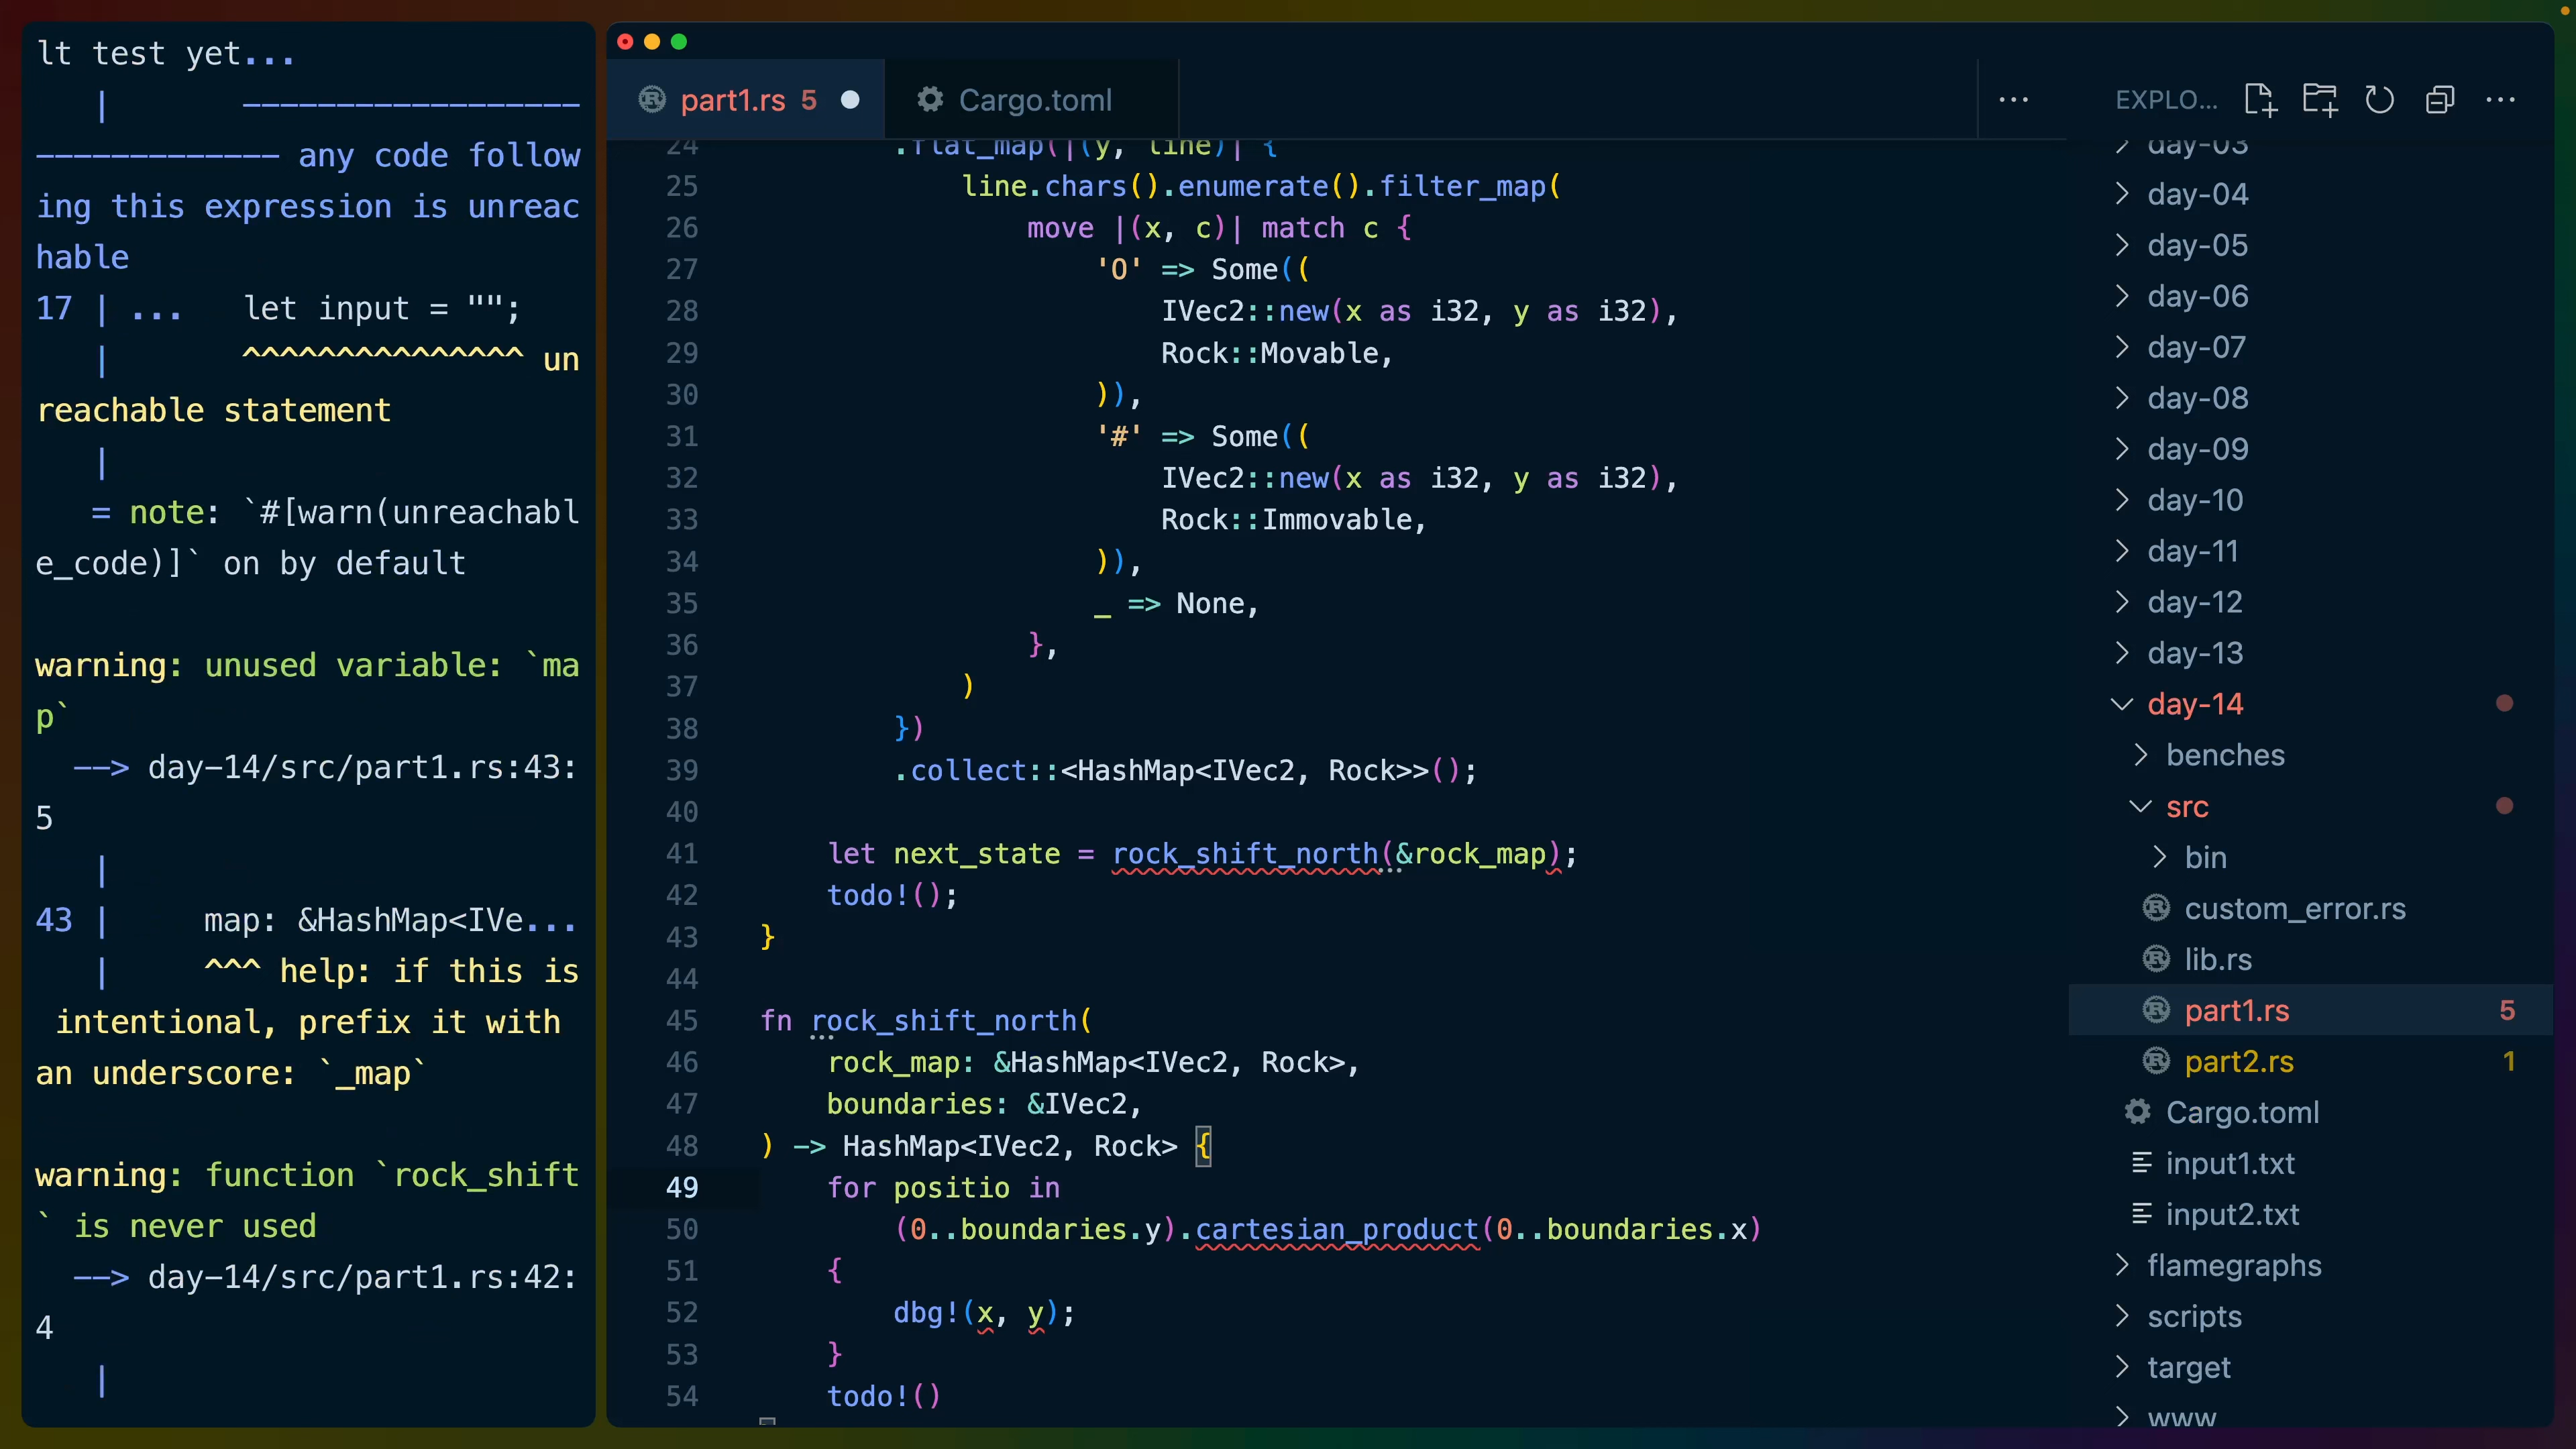 lt test yet...
| ------------------
------------- any code follow
ing this expression is unreac
hable
17 | ... let input = "";
| ^^^^^^^^^^^^^^^ un
reachable statement
|
= note: `#[warn(unreachabl
e_code)]` on by default
warning: unused variable: `ma
p`
--> day-14/src/part1.rs:43:
5
|
43 | map: &HashMap<IVe...
| ^^^ help: if this is
intentional, prefix it with
an underscore: `_map`
warning: function `rock_shift
` is never used
--> day-14/src/part1.rs:42:
4
|
part1.rs 5
Cargo.toml
24 .flat_map(|(y, line)| {
25 line.chars().enumerate().filter_map(
26 move |(x, c)| match c {
27 'O' => Some((
28 IVec2::new(x as i32, y as i32),
29 Rock::Movable,
30 )),
31 '#' => Some((
32 IVec2::new(x as i32, y as i32),
33 Rock::Immovable,
34 )),
35 _ => None,
36 },
37 )
38 })
39 .collect::<HashMap<IVec2, Rock>>();
40
41 let next_state = rock_shift_north(&rock_map);
42 todo!();
43 }
44
45 fn rock_shift_north(
46 rock_map: &HashMap<IVec2, Rock>,
47 boundaries: &IVec2,
48 ) -> HashMap<IVec2, Rock> {
49 for positio in
50 (0..boundaries.y).cartesian_product(0..boundaries.x)
51 {
52 dbg!(x, y);
53 }
54 todo!()
EXPLO...
day-03
day-04
day-05
day-06
day-07
day-08
day-09
day-10
day-11
day-12
day-13
day-14
benches
src
bin
custom_error.rs
lib.rs
part1.rs 5
part2.rs 1
Cargo.toml
input1.txt
input2.txt
flamegraphs
scripts
target
www